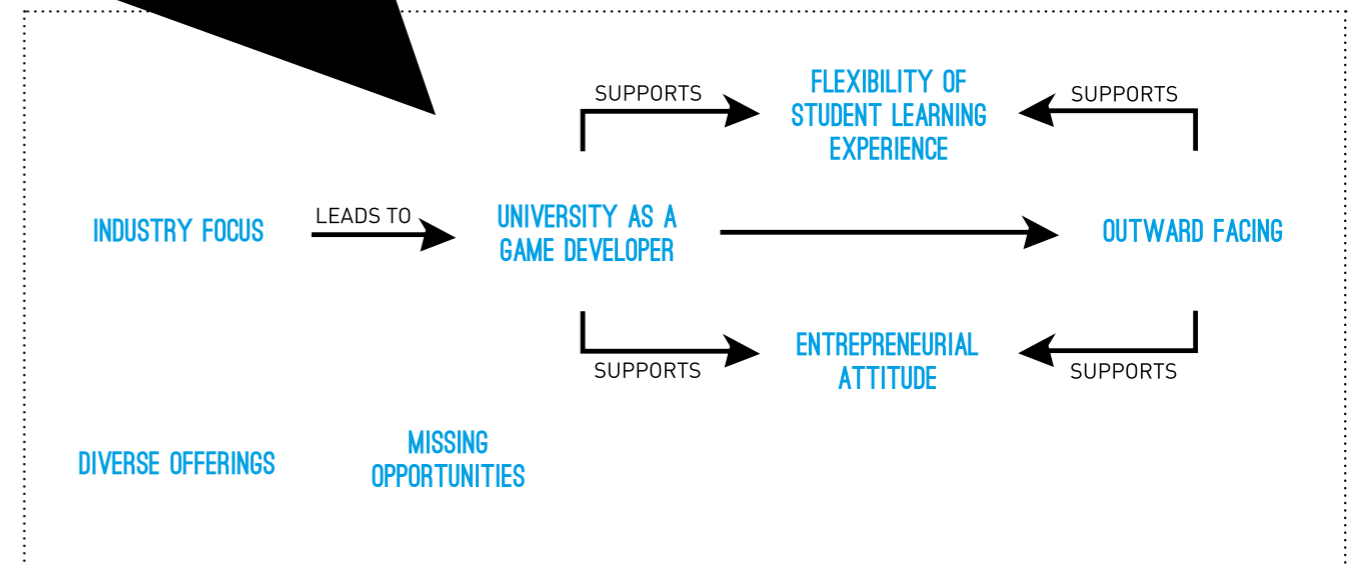 SUPPORTS
FLEXIBILITY OF
STUDENT LEARNING
EXPERIENCE
SUPPORTS
INDUSTRY FOCUS
LEADS TO
UNIVERSITY AS A
GAME DEVELOPER
OUTWARD FACING
SUPPORTS
ENTREPRENEURIAL
ATTITUDE
SUPPORTS
DIVERSE OFFERINGS
MISSING
OPPORTUNITIES